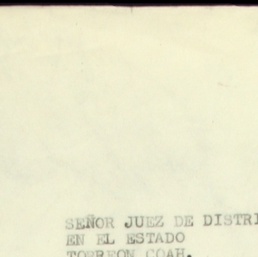 SEÑOR JUEZ DE DISTRI
EN EL ESTADO
TORREON COAH.